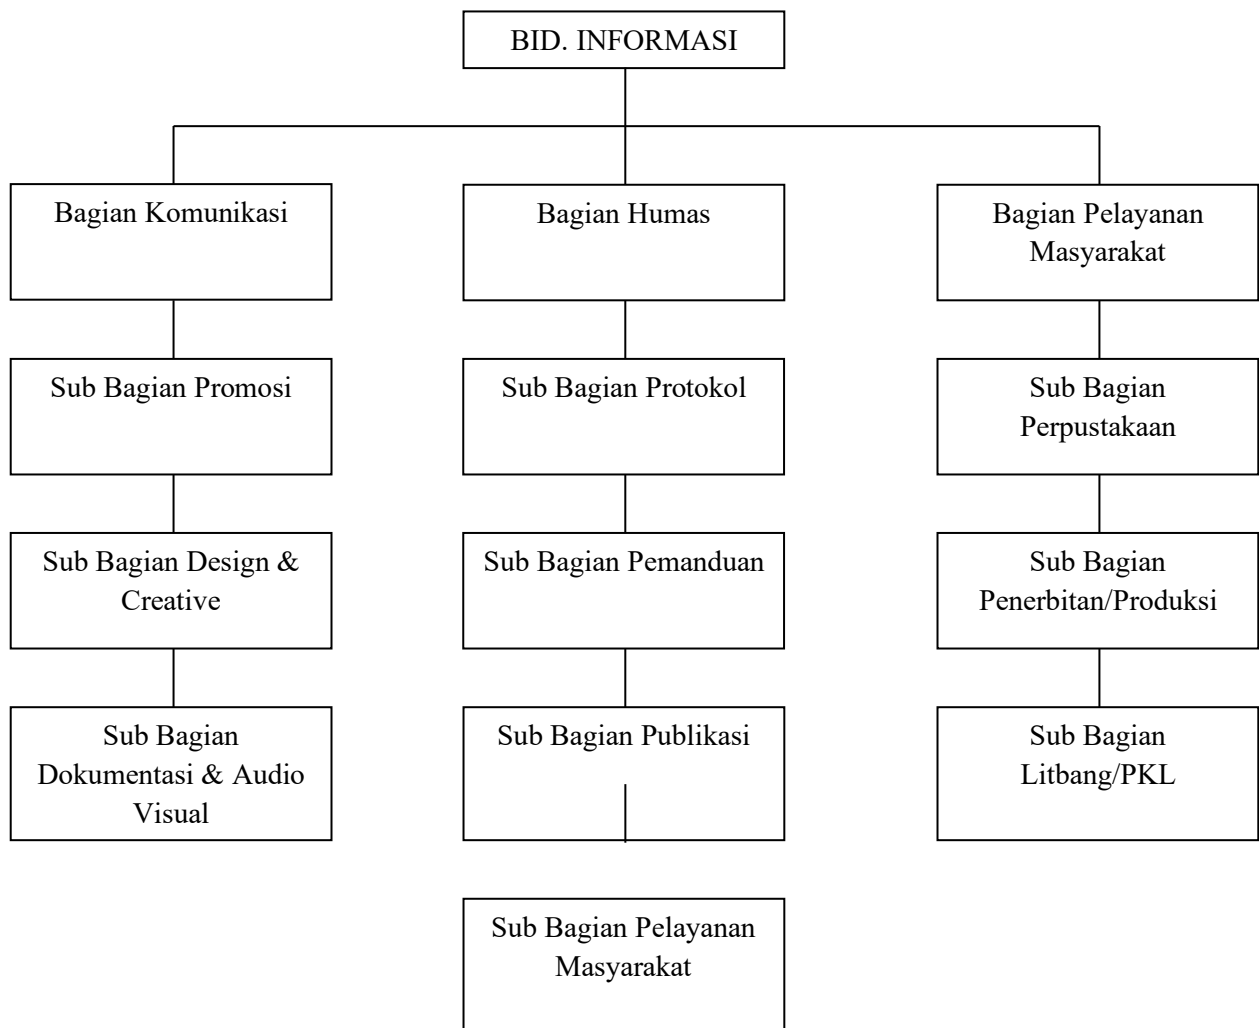 BID. INFORMASI
Bagian Komunikasi
Bagian Humas
Bagian Pelayanan
Masyarakat
Sub Bagian Promosi
Sub Bagian Protokol
Sub Bagian
Perpustakaan
Sub Bagian Design &
Creative
Sub Bagian Pemanduan
Sub Bagian
Penerbitan/Produksi
Sub Bagian
Dokumentasi & Audio
Visual
Sub Bagian Publikasi
Sub Bagian
Litbang/PKL
Sub Bagian Pelayanan
Masyarakat